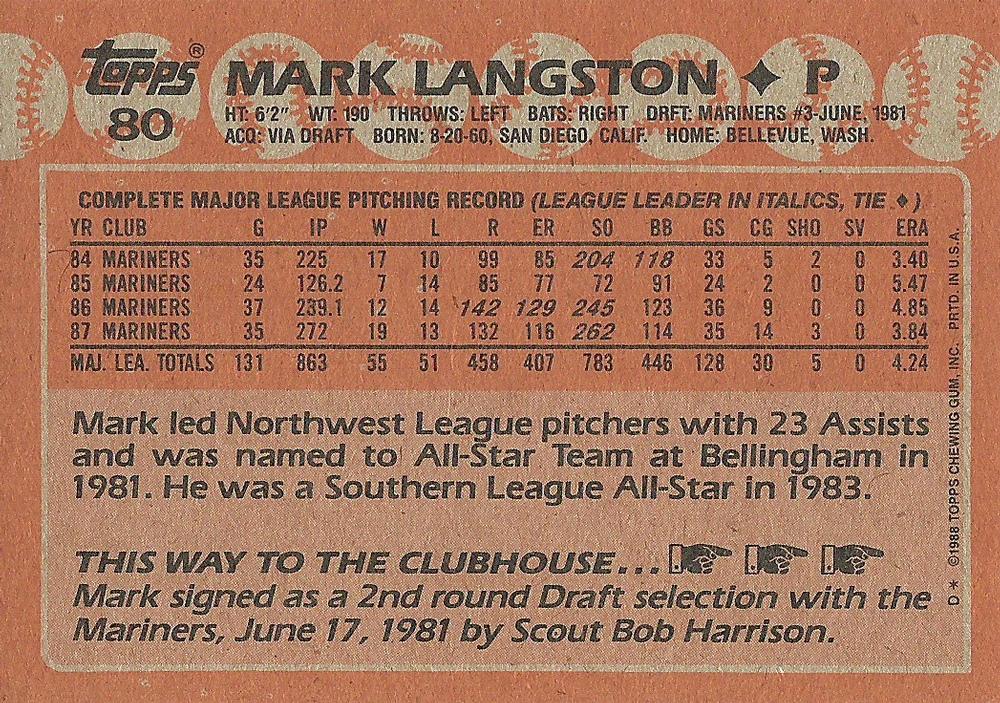 Topps®
80
MARK LANGSTON ✦ P
HT: 6'2" WT: 190 THROWS: LEFT BATS: RIGHT DRFT: MARINERS #3-JUNE, 1981
ACQ: VIA DRAFT BORN: 8-20-60, SAN DIEGO, CALIF. HOME: BELLEVUE, WASH.
COMPLETE MAJOR LEAGUE PITCHING RECORD (LEAGUE LEADER IN ITALICS, TIE ♦)
YR CLUB G IP W L R ER SO BB GS CG SHO SV ERA
84 MARINERS 35 225 17 10 99 85 204 118 33 5 2 0 3.40
85 MARINERS 24 126.2 7 14 85 77 72 91 24 2 0 0 5.47
86 MARINERS 37 239.1 12 14 142 129 245 123 36 9 0 0 4.85
87 MARINERS 35 272 19 13 132 116 262 114 35 14 3 0 3.84
MAJ. LEA. TOTALS 131 863 55 51 458 407 783 446 128 30 5 0 4.24
Mark led Northwest League pitchers with 23 Assists
and was named to All-Star Team at Bellingham in
1981. He was a Southern League All-Star in 1983.
THIS WAY TO THE CLUBHOUSE...
Mark signed as a 2nd round Draft selection with the
Mariners, June 17, 1981 by Scout Bob Harrison.
D* ©1988 TOPPS CHEWING GUM, INC. PRTD. IN U.S.A.